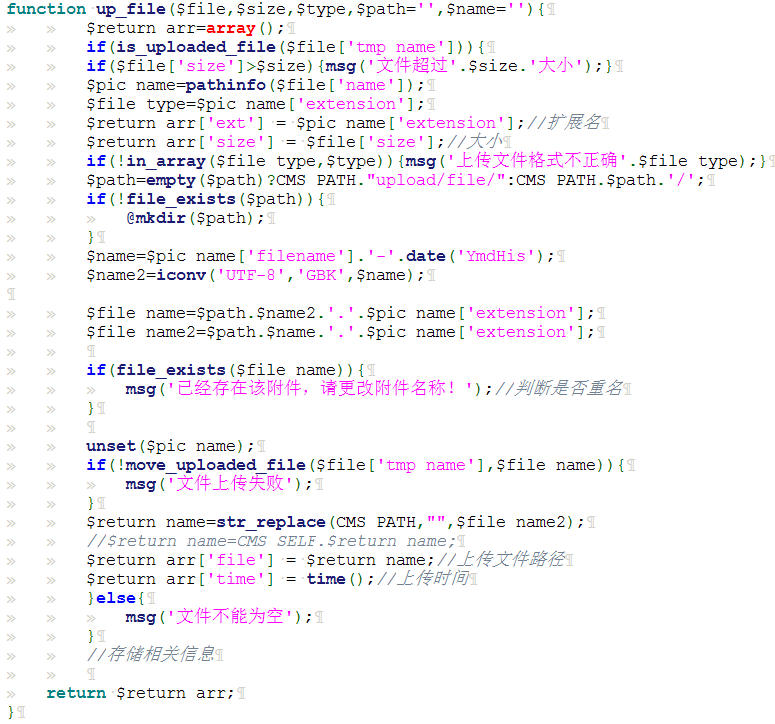 function up_file($file,$size,$type,$path='',$name=''){
$return arr=array();
if(is_uploaded_file($file['tmp name'])){
if($file['size']>$size){msg('文件超过'.$size.'大小');}
$pic name=pathinfo($file['name']);
$file type=$pic name['extension'];
$return arr['ext'] = $pic name['extension'];//扩展名
$return arr['size'] = $file['size'];//大小
if(!in_array($file type,$type)){msg('上传文件格式不正确'.$file type);}
$path=empty($path)?CMS PATH."upload/file/":CMS PATH.$path.'/';
if(!file_exists($path)){
@mkdir($path);
}
$name=$pic name['filename'].'-'.date('YmdHis');
$name2=iconv('UTF-8','GBK',$name);
$file name=$path.$name2.'.'.$pic name['extension'];
$file name2=$path.$name.'.'.$pic name['extension'];
if(file_exists($file name)){
msg('已经存在该附件，请更改附件名称！');//判断是否重名
}
unset($pic name);
if(!move_uploaded_file($file['tmp name'],$file name)){
msg('文件上传失败');
}
$return name=str_replace(CMS PATH,"",$file name2);
//$return name=CMS SELF.$return name;
$return arr['file'] = $return name;//上传文件路径
$return arr['time'] = time();//上传时间
}else{
msg('文件不能为空');
}
//存储相关信息
return $return arr;
}